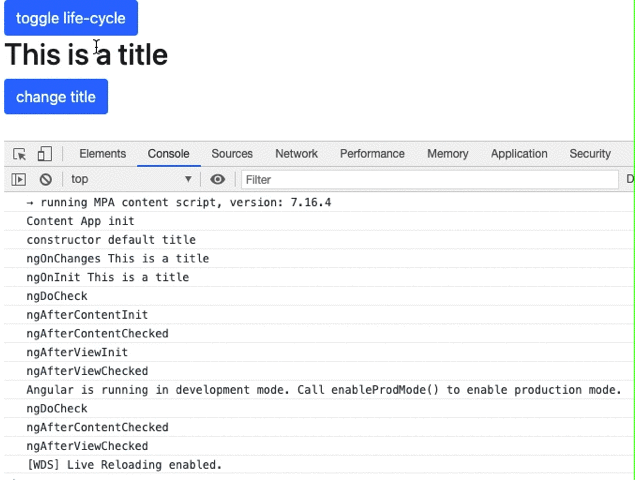 toggle life-cycle
This is a title
change title
Elements Console Sources Network Performance Memory Application Security
top ▼ Filter D
→ running MPA content script, version: 7.16.4
Content App init
constructor default title
ngOnChanges This is a title
ngOnInit This is a title
ngDoCheck
ngAfterContentInit
ngAfterContentChecked
ngAfterViewInit
ngAfterViewChecked
Angular is running in development mode. Call enableProdMode() to enable production mode.
ngDoCheck
ngAfterContentChecked
ngAfterViewChecked
[WDS] Live Reloading enabled.